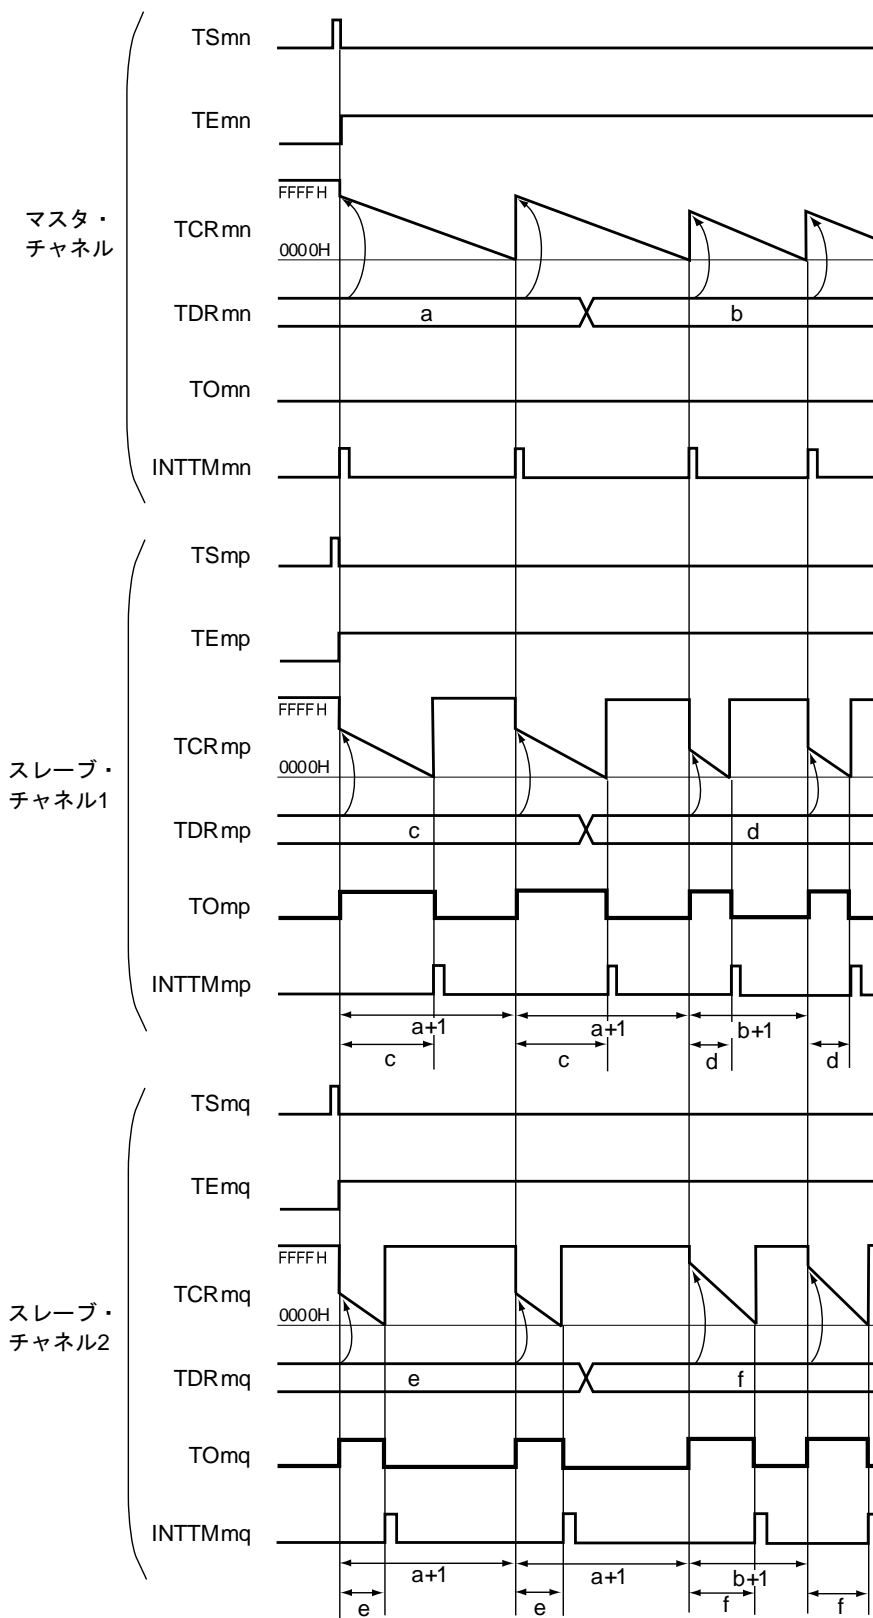 TSmn
TEmn
FFFFH
マスタ・
チャネル
TCRmn
0000H
TDRmn
a
b
TOmn
INTTMmn
TSmp
TEmp
FFFFH
スレーブ・
チャネル1
TCRmp
0000H
TDRmp
c
d
TOmp
INTTMmp
a+1
a+1
b+1
c
c
d
d
TSmq
TEmq
FFFFH
スレーブ・
チャネル2
TCRmq
0000H
TDRmq
e
f
TOmq
INTTMmq
a+1
a+1
b+1
e
e
f
f